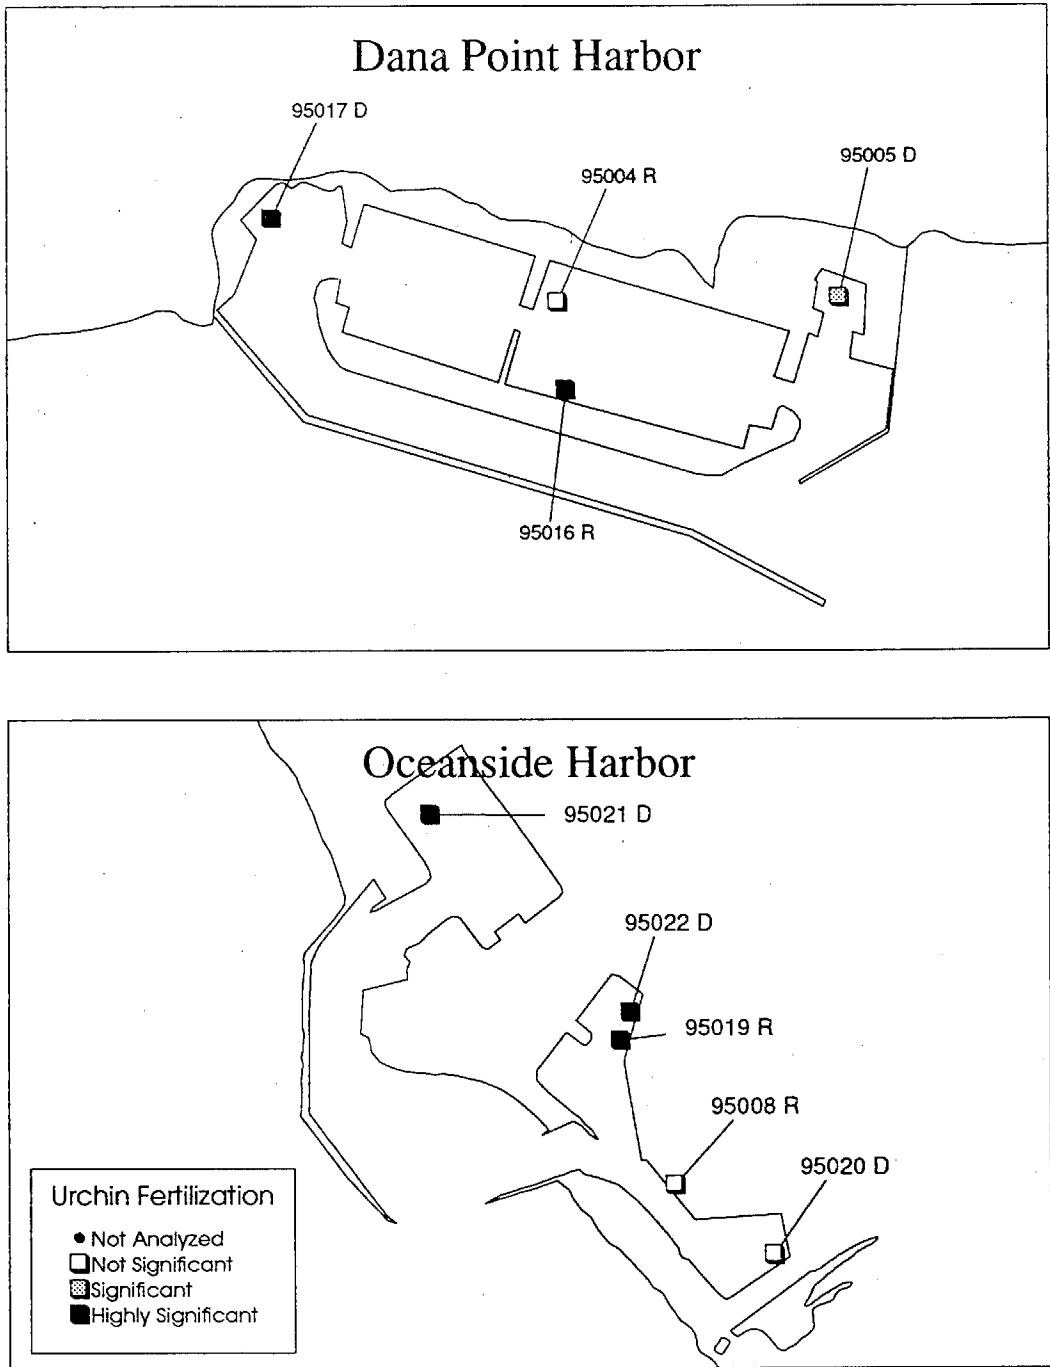 Dana Point Harbor
95017 D
95005 D
95004 R
95016 R
Oceanside Harbor
95021 D
95022 D
95019 R
95008 R
95020 D
Urchin Fertilization
Not Analyzed
Not Significant
Significant
Highly Significant